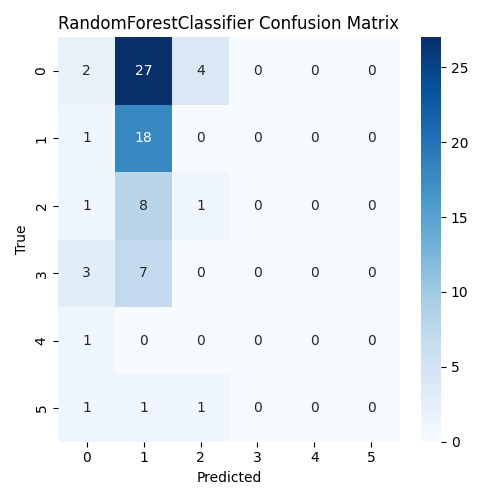 RandomForestClassifier Confusion Matrix
0 2 27 4 0 0 0
1 1 18 0 0 0 0
2 1 8 1 0 0 0
3 3 7 0 0 0 0
4 1 0 0 0 0 0
5 1 1 1 0 0 0
0 1 2 3 4 5
Predicted
True
25
20
15
10
5
0